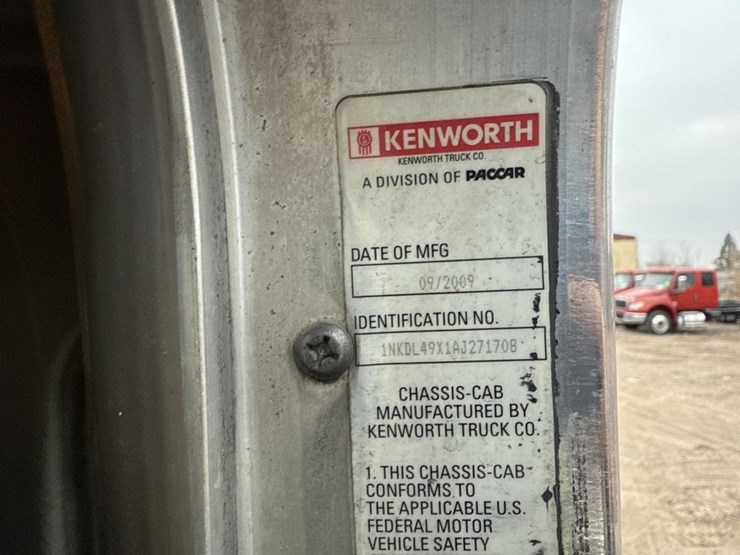 KENWORTH
KENWORTH TRUCK CO.
A DIVISION OF PACCAR
DATE OF MFG
09/2009
IDENTIFICATION NO.
1NKDL49X1AJ271708
CHASSIS-CAB
MANUFACTURED BY
KENWORTH TRUCK CO.
1. THIS CHASSIS-CAB
CONFORMS TO
THE APPLICABLE U.S.
FEDERAL MOTOR
VEHICLE SAFETY